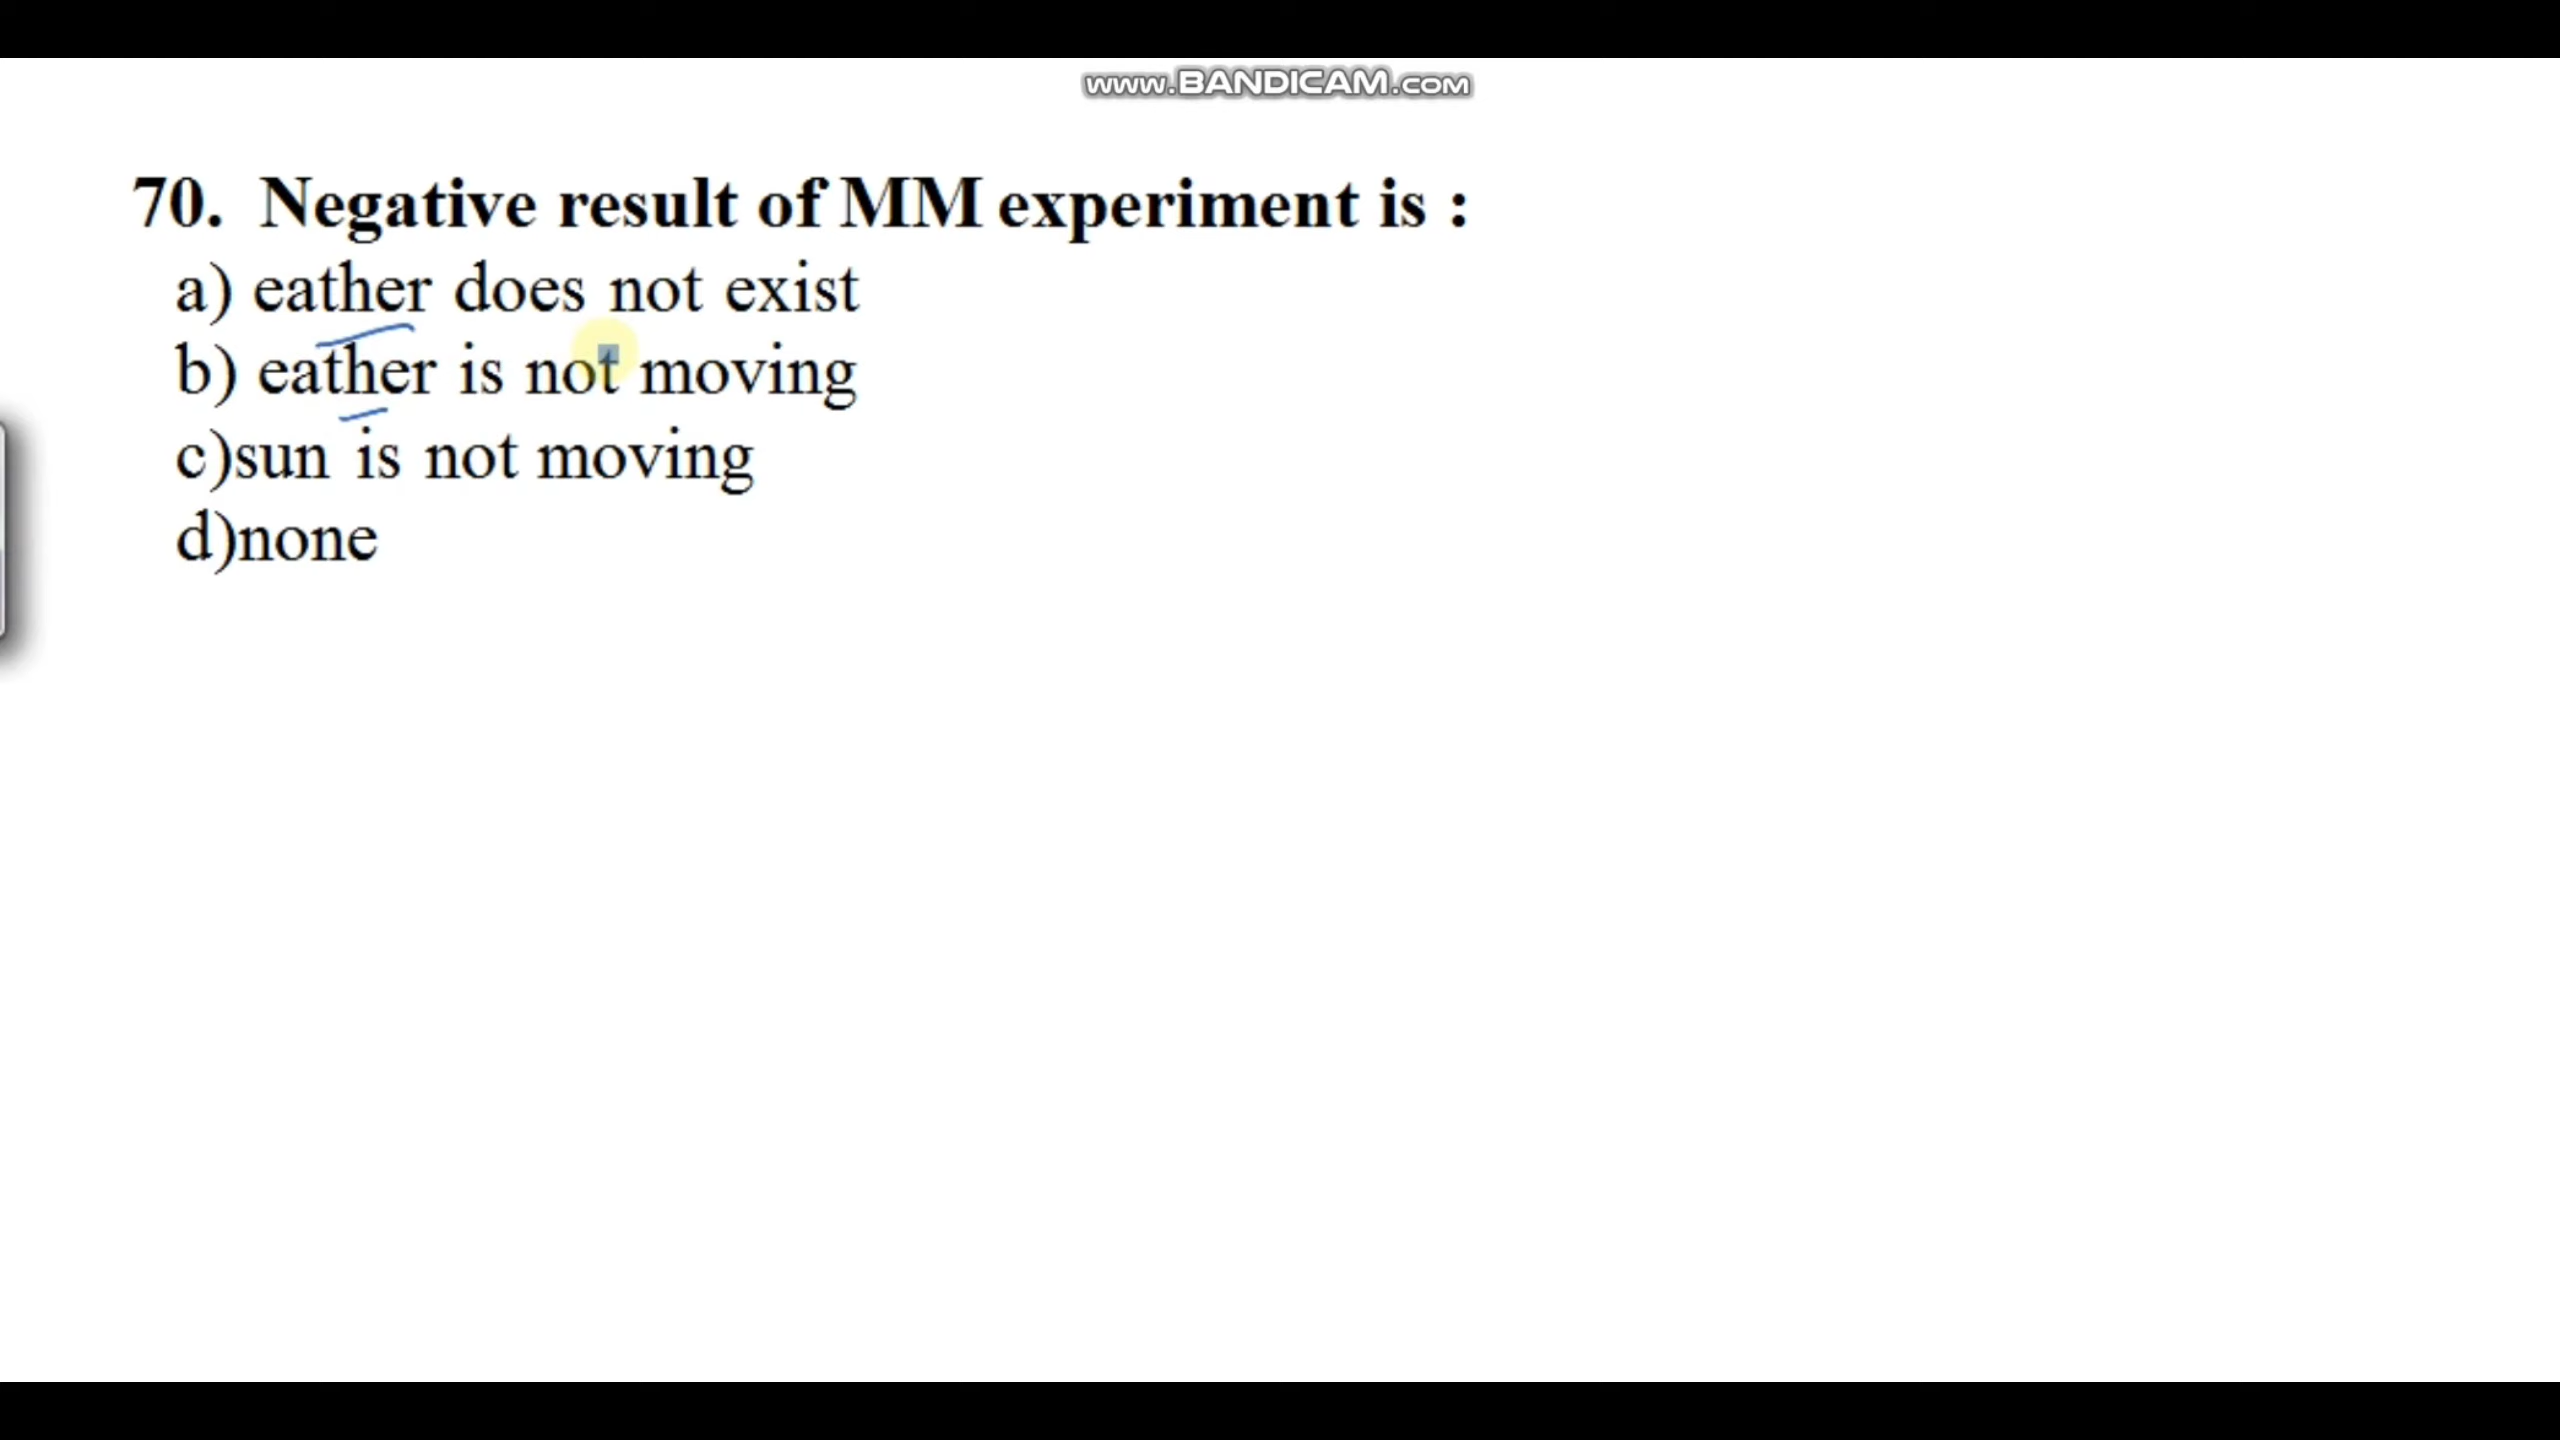 www.BANDICAM.com
70. Negative result of MM experiment is :
a) eather does not exist
b) eather is not moving
c)sun is not moving
d)none